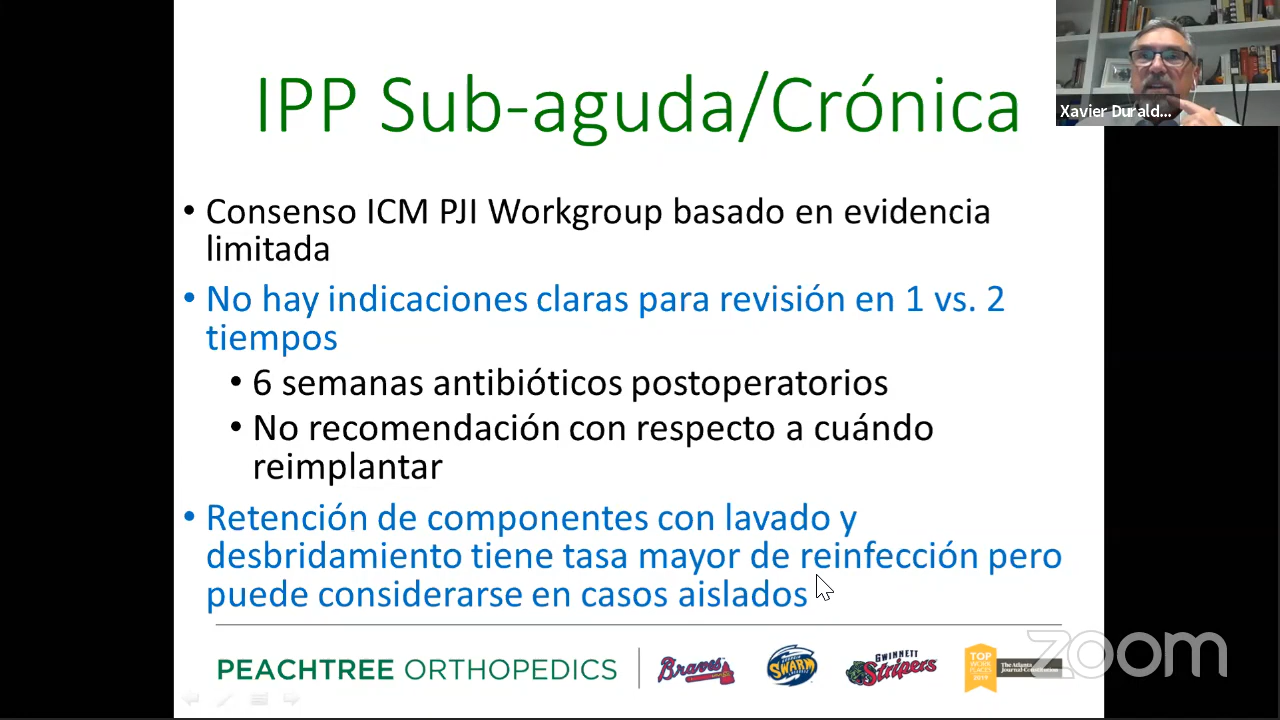 IPP Sub-aguda/Crónica
Xavier Durald...
• Consenso ICM PJI Workgroup basado en evidencia
limitada
• No hay indicaciones claras para revisión en 1 vs. 2
tiempos
• 6 semanas antibióticos postoperatorios
• No recomendación con respecto a cuándo
reimplantar
• Retención de componentes con lavado y
desbridamiento tiene tasa mayor de reinfección pero
puede considerarse en casos aislados
PEACHTREE ORTHOPEDICS
Braves
SWARM
GWINNETT
Stripers
TOP
WORK
PLACES
2019
The Atlanta
Journal-Constitution
zoom